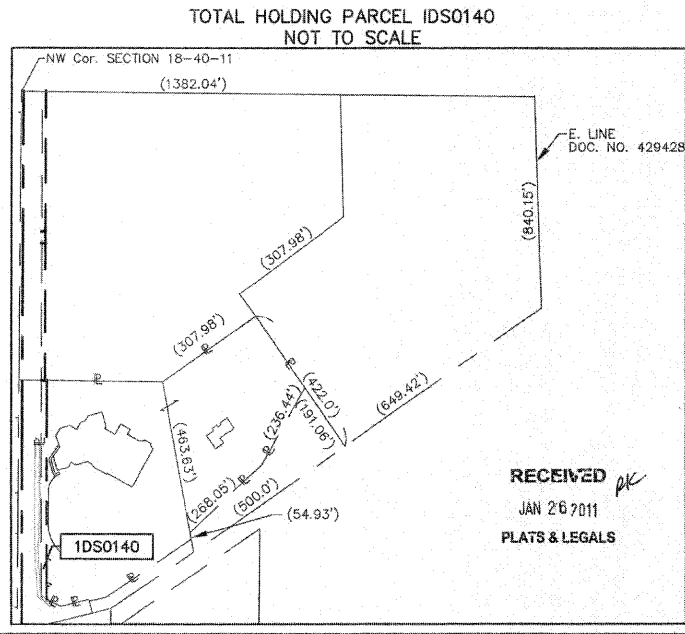 TOTAL HOLDING PARCEL IDS0140
NOT TO SCALE
NW Cor. SECTION 18-40-11
(1382.04')
E. LINE
DOC. NO. 429428
(840.15')
(307.98')
(307.98')
(422.0')
(649.42')
(191.06')
(236.44')
(463.63')
(268.05')
(500.0')
(54.93')
1DS0140
RECEIVED
JAN 26 2011
PLATS & LEGALS